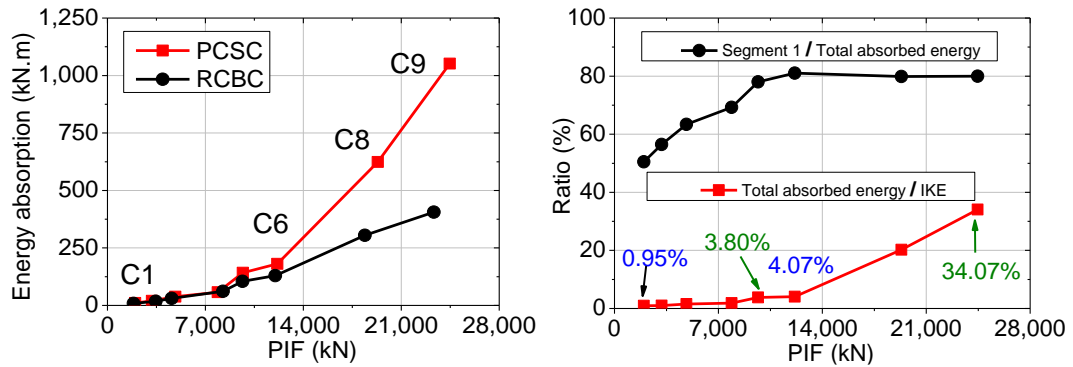 1,250
1,000
750
500
250
0
Energy absorption (kN.m)
PCSC
RCBC
C1
C6
C8
C9
0
7,000
14,000
21,000
28,000
PIF (kN)
100
80
60
40
20
0
Ratio (%)
Segment 1 / Total absorbed energy
Total absorbed energy / IKE
0.95%
3.80%
4.07%
34.07%
0
7,000
14,000
21,000
28,000
PIF (kN)